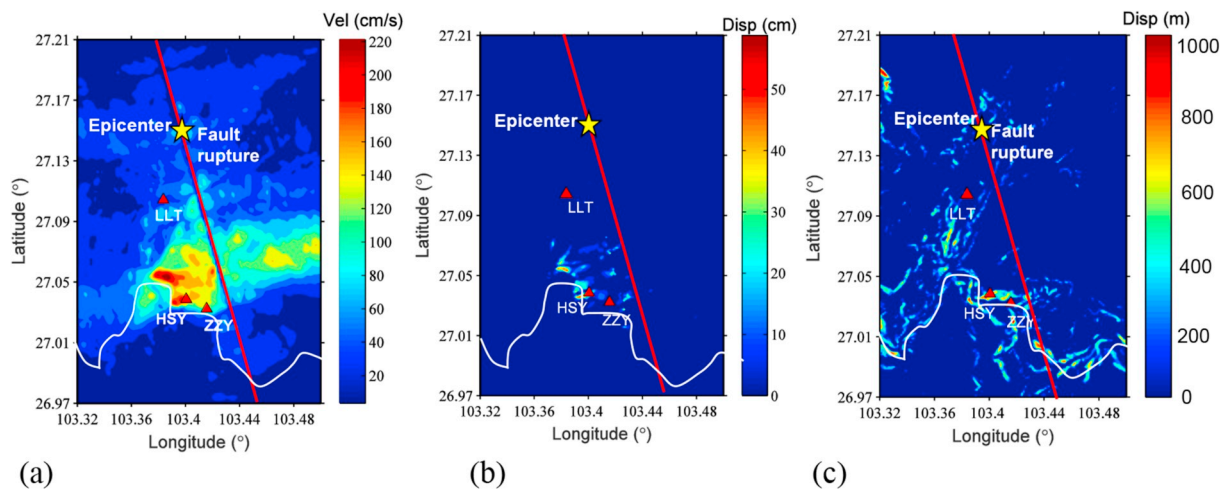 Vel (cm/s)
27.21
27.17
27.13
27.09
27.05
27.01
26.97
Latitude (°)
Epicenter
Fault
rupture
LLT
HSY
ZZY
220
200
180
160
140
120
100
80
60
40
20
103.32
103.36
103.4
103.44
103.48
Longitude (°)
(a)
Disp (cm)
27.21
27.17
27.13
27.09
27.05
27.01
26.97
Latitude (°)
Epicenter
LLT
HSY
ZZY
50
40
30
20
10
0
103.32
103.36
103.4
103.44
103.48
Longitude (°)
(b)
Disp (m)
27.21
27.17
27.13
27.09
27.05
27.01
26.97
Latitude (°)
Epicenter
Fault
rupture
LLT
HSY
ZZY
1000
800
600
400
200
0
103.32
103.36
103.4
103.44
103.48
Longitude (°)
(c)